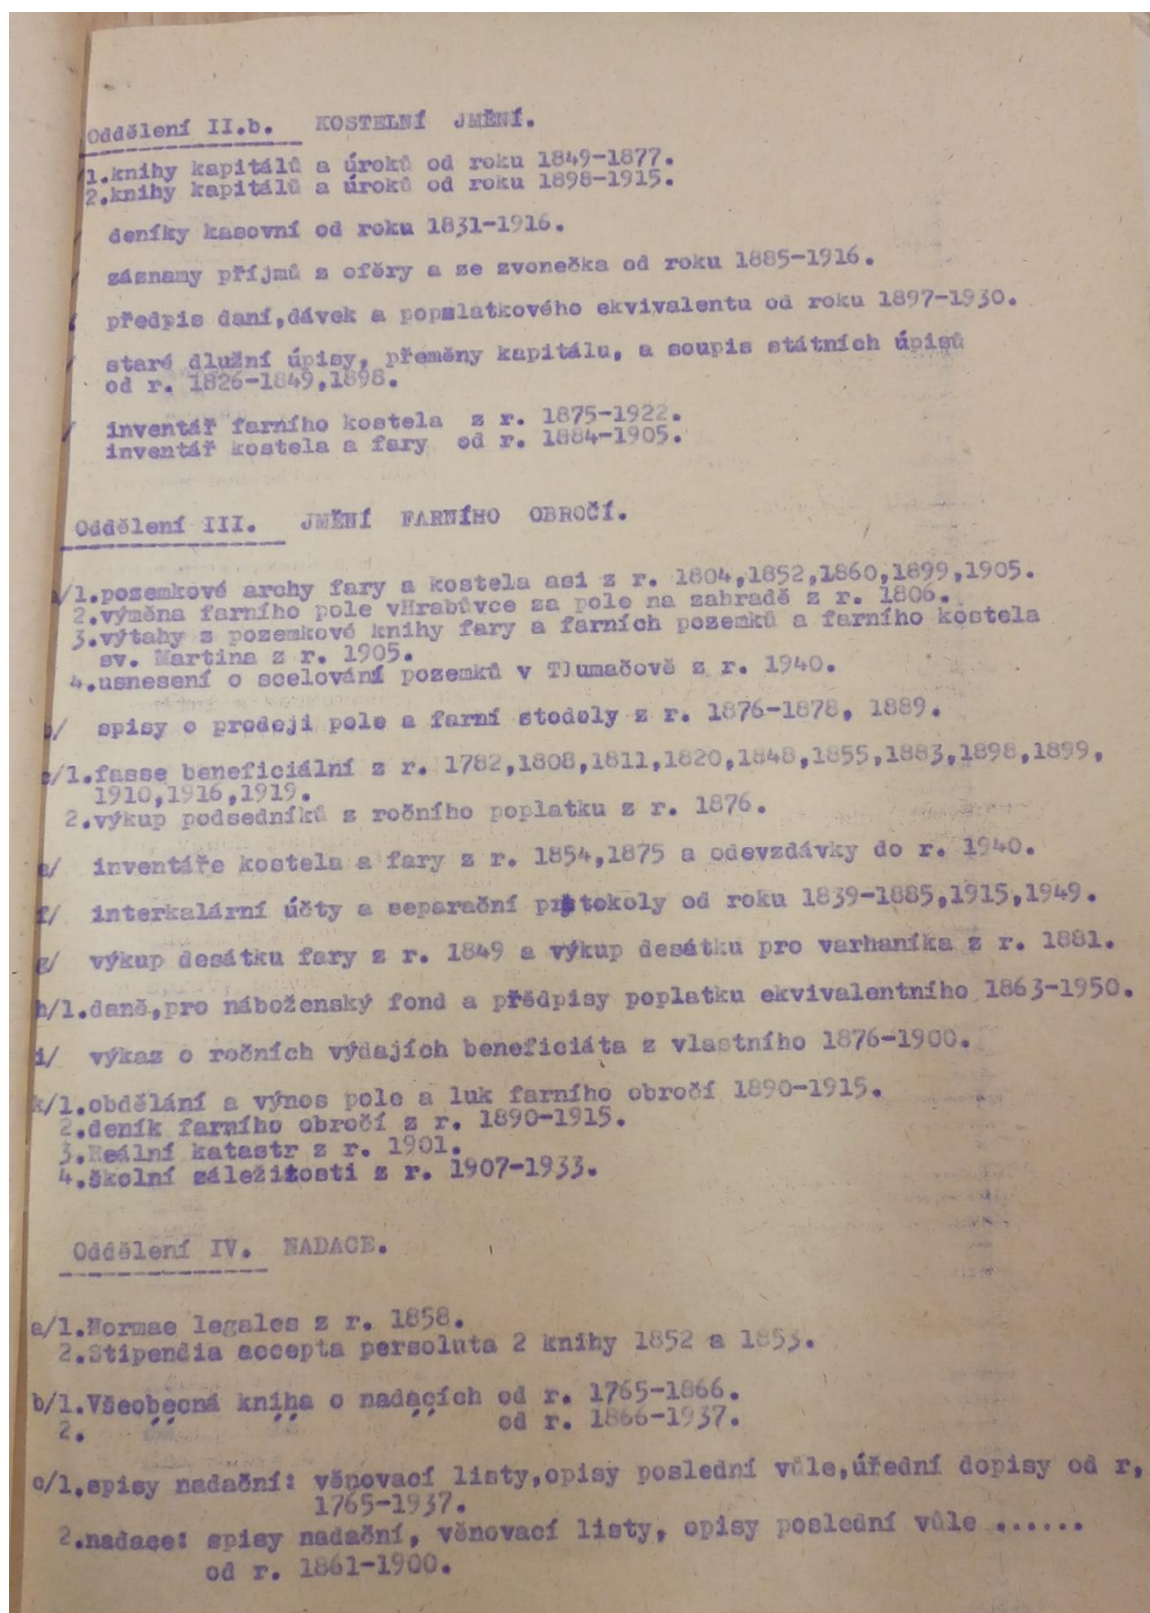 Oddělení II.b. KOSTELNÍ JMĚNÍ.
1.knihy kapitálů a úroků od roku 1849-1877.
2.knihy kapitálů a úroků od roku 1898-1915.
deníky kasovní od roku 1831-1916.
záznamy příjmů z ofěry a ze zvonečka od roku 1885-1916.
předpis daní,dávek a popslatkového ekvivalentu od roku 1897-1930.
staré dlužní úpisy, přeměny kapitálu, a soupis státních úpisů
od r. 1826-1849,1898.
inventář farního kostela z r. 1875-1922.
inventář kostela a fary od r. 1884-1905.
Oddělení III. JMĚNÍ FARNÍHO OBROČÍ.
/1.pozemkové archy fary a kostela asi z r. 1804,1852,1860,1899,1905.
2.výměna farního pole vHrabůvce za pole na zahradě z r. 1806.
3.výtahy z pozemkové knihy fary a farních pozemků a farního kostela
sv. Martina z r. 1905.
4.usnesení o scelování pozemků v Tlumačově z r. 1940.
b/ spisy o prodeji pole a farní stodoly z r. 1876-1878, 1889.
c/1.fasse beneficiální z r. 1782,1808,1811,1820,1848,1855,1883,1898,1899,
1910,1916,1919.
2.výkup podsedníků z ročního poplatku z r. 1876.
e/ inventáře kostela a fary z r. 1854,1875 a odevzdávky do r. 1940.
f/ interkalární účty a separační protokoly od roku 1839-1885,1915,1949.
g/ výkup desátku fary z r. 1849 a výkup desátku pro varhaníka z r. 1881.
h/1.daně,pro náboženský fond a předpisy poplatku ekvivalentního 1863-1950.
i/ výkaz o ročních výdajích beneficiáta z vlastního 1876-1900.
k/1.obdělání a výnos pole a luk farního obročí 1890-1915.
2.deník farního obročí z r. 1890-1915.
3.Reální katastr z r. 1901.
4.školní záležitosti z r. 1907-1933.
Oddělení IV. NADACE.
a/1.Normae legales z r. 1858.
2.Stipendia accepta persoluta 2 knihy 1852 a 1853.
b/1.Všeobecná kniha o nadacích od r. 1765-1866.
2. " " " od r. 1866-1937.
c/1.spisy nadační: věnovací listy,opisy poslední vůle,úřední dopisy od r,
1765-1937.
2.nadace: spisy nadační, věnovací listy, opisy poslední vůle ......
od r. 1861-1900.